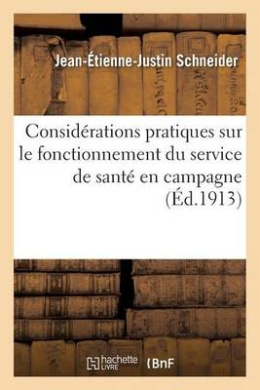 Jean-Étienne-Justin Schneider
Considérations pratiques sur le
fonctionnement du service
de santé en campagne
(Éd.1913)
hachette
LIVRE
{BnF